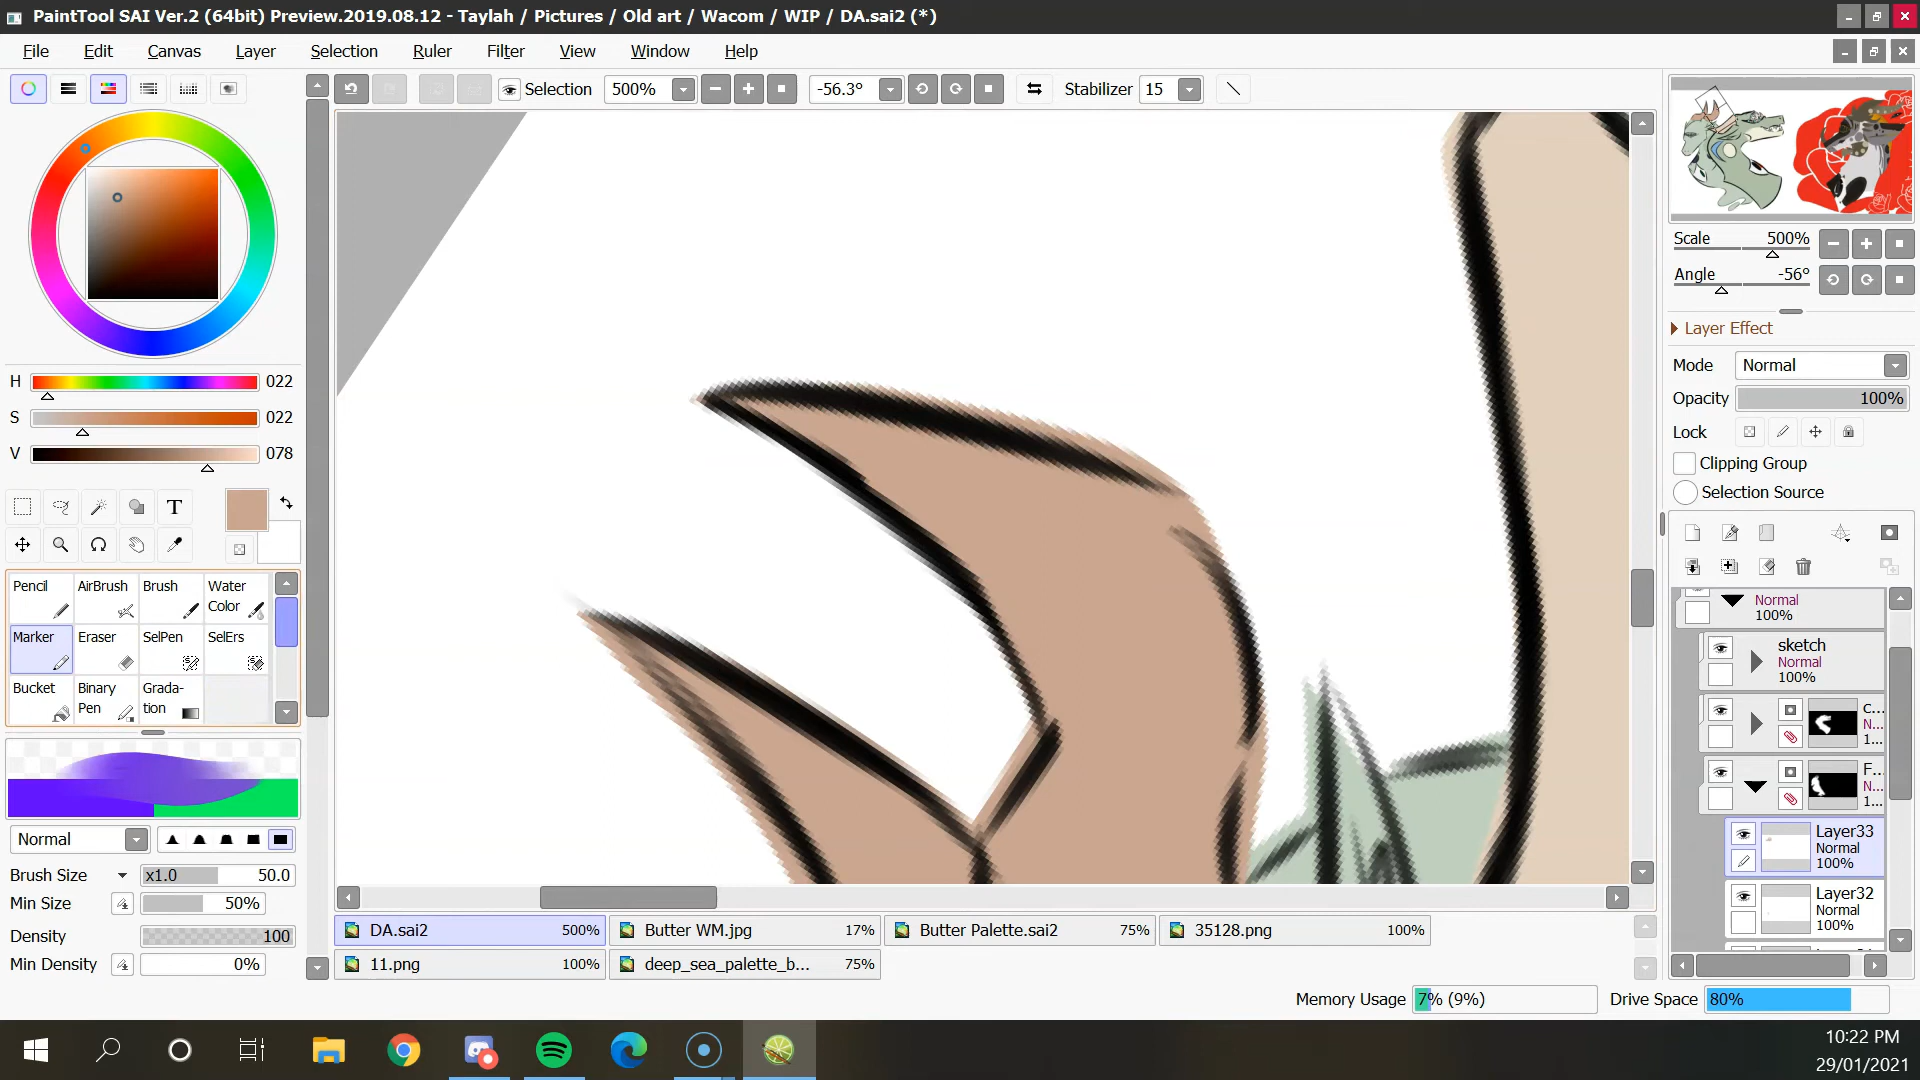 PaintTool SAI Ver.2 (64bit) Preview.2019.08.12 - Taylah / Pictures / Old art / Wacom / WIP / DA.sai2 (*)
File Edit Canvas Layer Selection Ruler Filter View Window Help
Selection 500% -56.3° Stabilizer 15
Scale 500%
Angle -56°
Layer Effect
Mode Normal
Opacity 100%
Lock
Clipping Group
Selection Source
H 022
S 022
V 078
T
Pencil AirBrush Brush Water Color
Marker Eraser SelPen SelErs
Bucket Binary Pen Grada-tion
Normal
Brush Size x1.0 50.0
Min Size 50%
Density 100
Min Density 0%
Normal
100%
sketch
Normal
100%
c...
N...
1...
F...
N...
1...
Layer33
Normal
100%
Layer32
Normal
100%
DA.sai2 500% Butter WM.jpg 17% Butter Palette.sai2 75% 35128.png 100%
11.png 100% deep_sea_palette_b... 75%
Memory Usage 7% (9%) Drive Space 80%
10:22 PM
29/01/2021